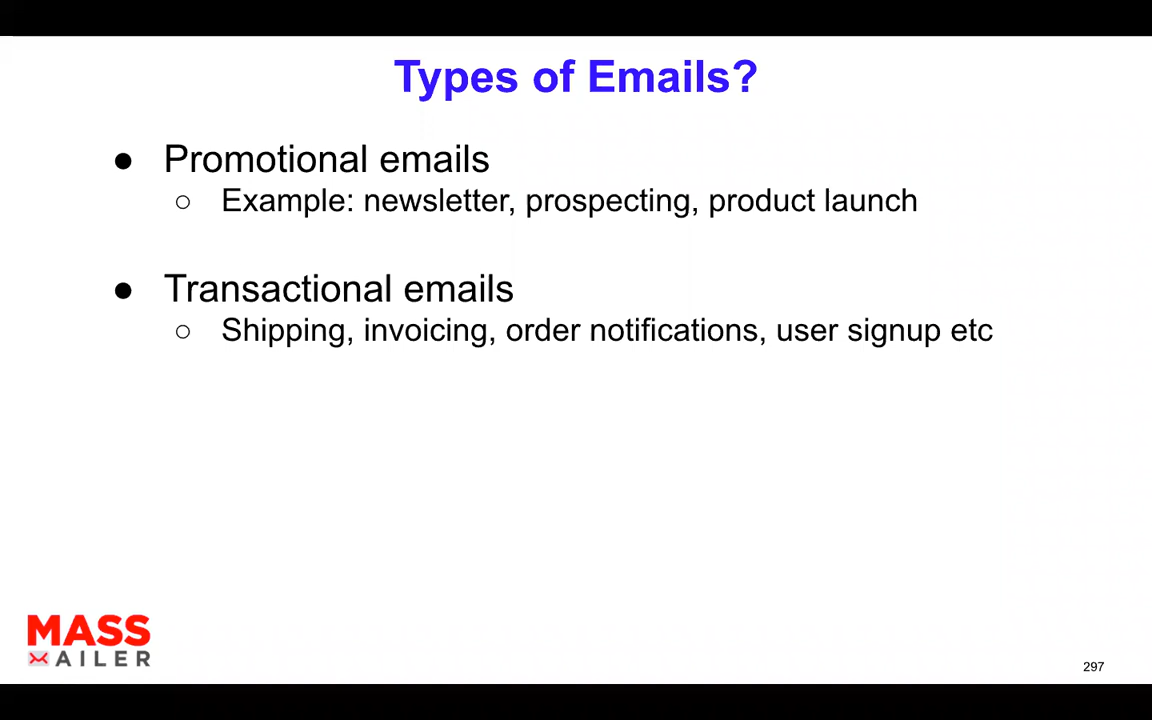 Types of Emails?
● Promotional emails
○ Example: newsletter, prospecting, product launch
● Transactional emails
○ Shipping, invoicing, order notifications, user signup etc
MASS
AILER
297